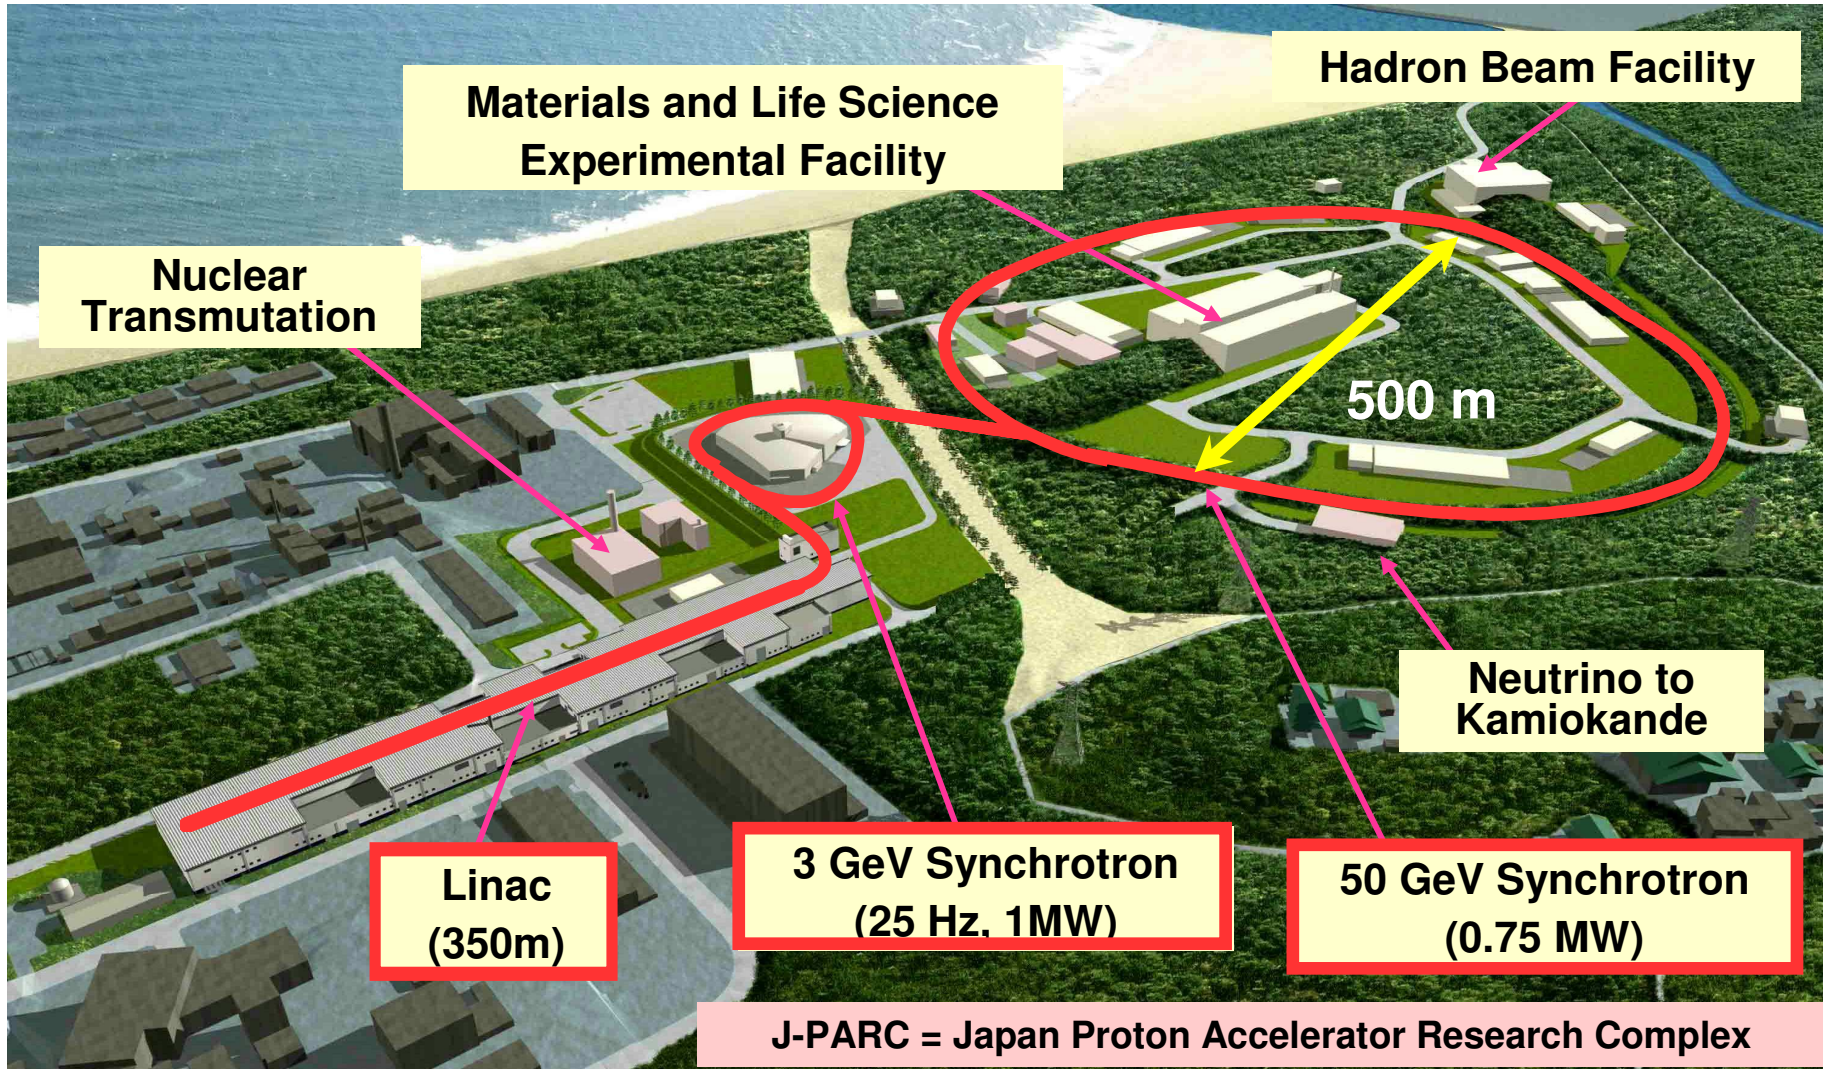 Hadron Beam Facility
Materials and Life Science
Experimental Facility
Nuclear
Transmutation
500 m
Neutrino to
Kamiokande
Linac
(350m)
3 GeV Synchrotron
(25 Hz, 1MW)
50 GeV Synchrotron
(0.75 MW)
J-PARC = Japan Proton Accelerator Research Complex